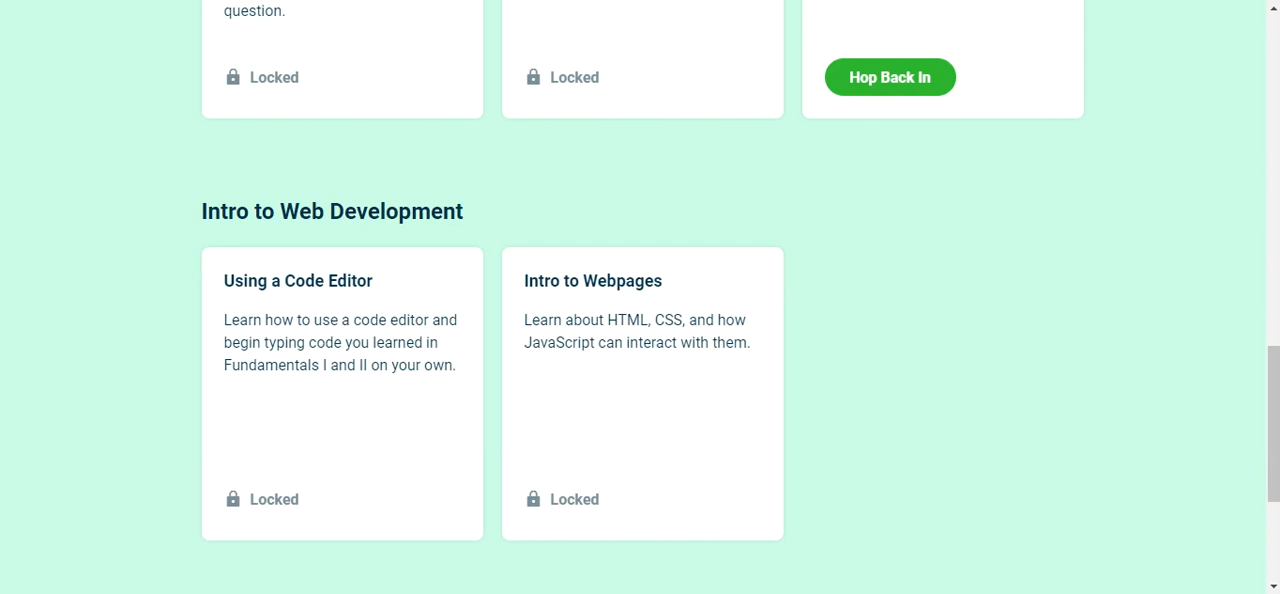 question.
Locked
Locked
Hop Back In
Intro to Web Development
Using a Code Editor
Learn how to use a code editor and
begin typing code you learned in
Fundamentals I and II on your own.
Locked
Intro to Webpages
Learn about HTML, CSS, and how
JavaScript can interact with them.
Locked